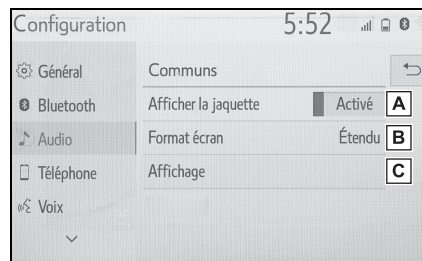 Configuration 5:52
Général
Bluetooth
Audio
Téléphone
Voix
Communs
Afficher la jaquette Activé A
Format écran Étendu B
Affichage C